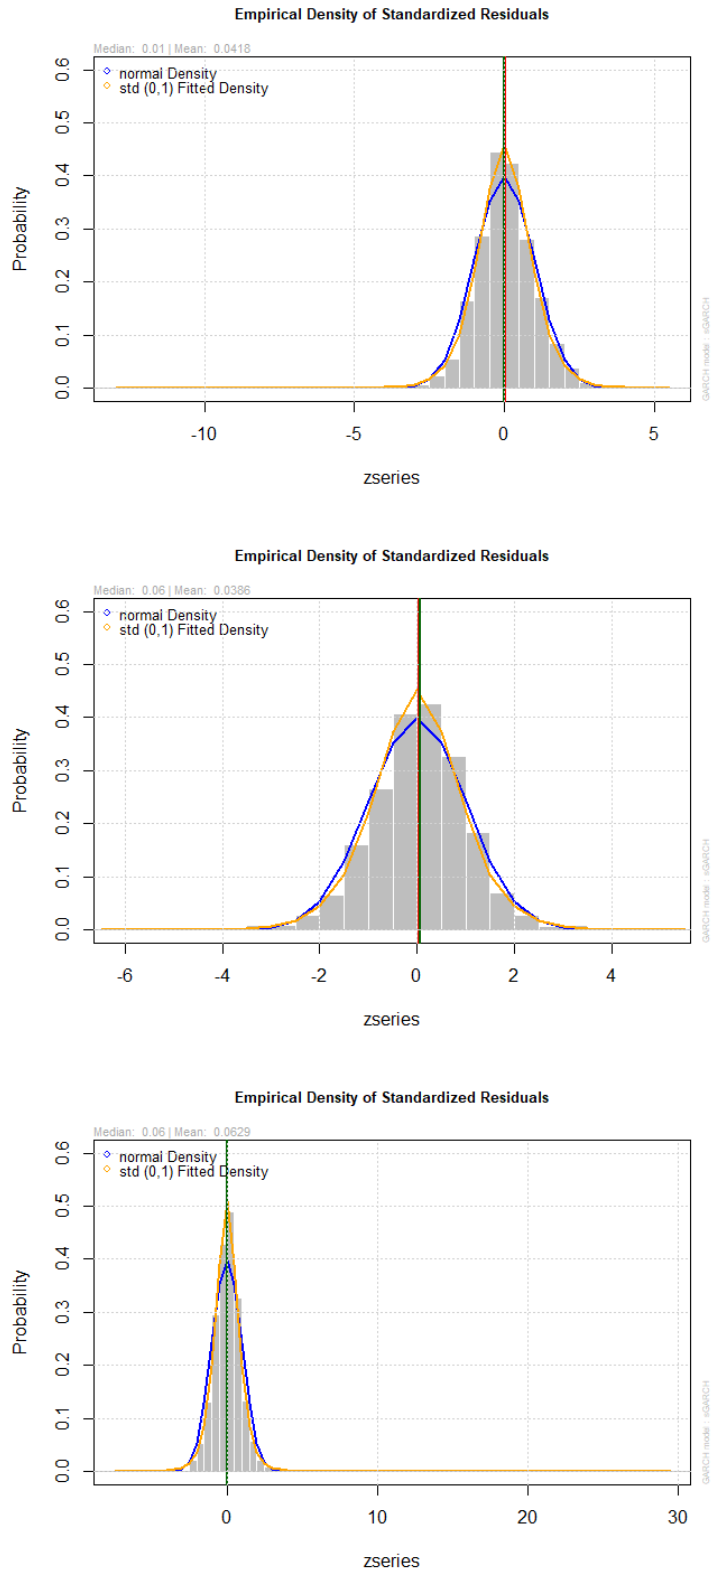 Empirical Density of Standardized Residuals
Median: 0.01 | Mean: 0.0418
normal Density
std (0,1) Fitted Density
0.6
0.5
0.4
0.3
0.2
0.1
0.0
Probability
-10 -5 0 5
zseries
GARCH model : sGARCH
Empirical Density of Standardized Residuals
Median: 0.06 | Mean: 0.0386
normal Density
std (0,1) Fitted Density
0.6
0.5
0.4
0.3
0.2
0.1
0.0
Probability
-6 -4 -2 0 2 4
zseries
GARCH model : sGARCH
Empirical Density of Standardized Residuals
Median: 0.06 | Mean: 0.0629
normal Density
std (0,1) Fitted Density
0.6
0.5
0.4
0.3
0.2
0.1
0.0
Probability
0 10 20 30
zseries
GARCH model : sGARCH